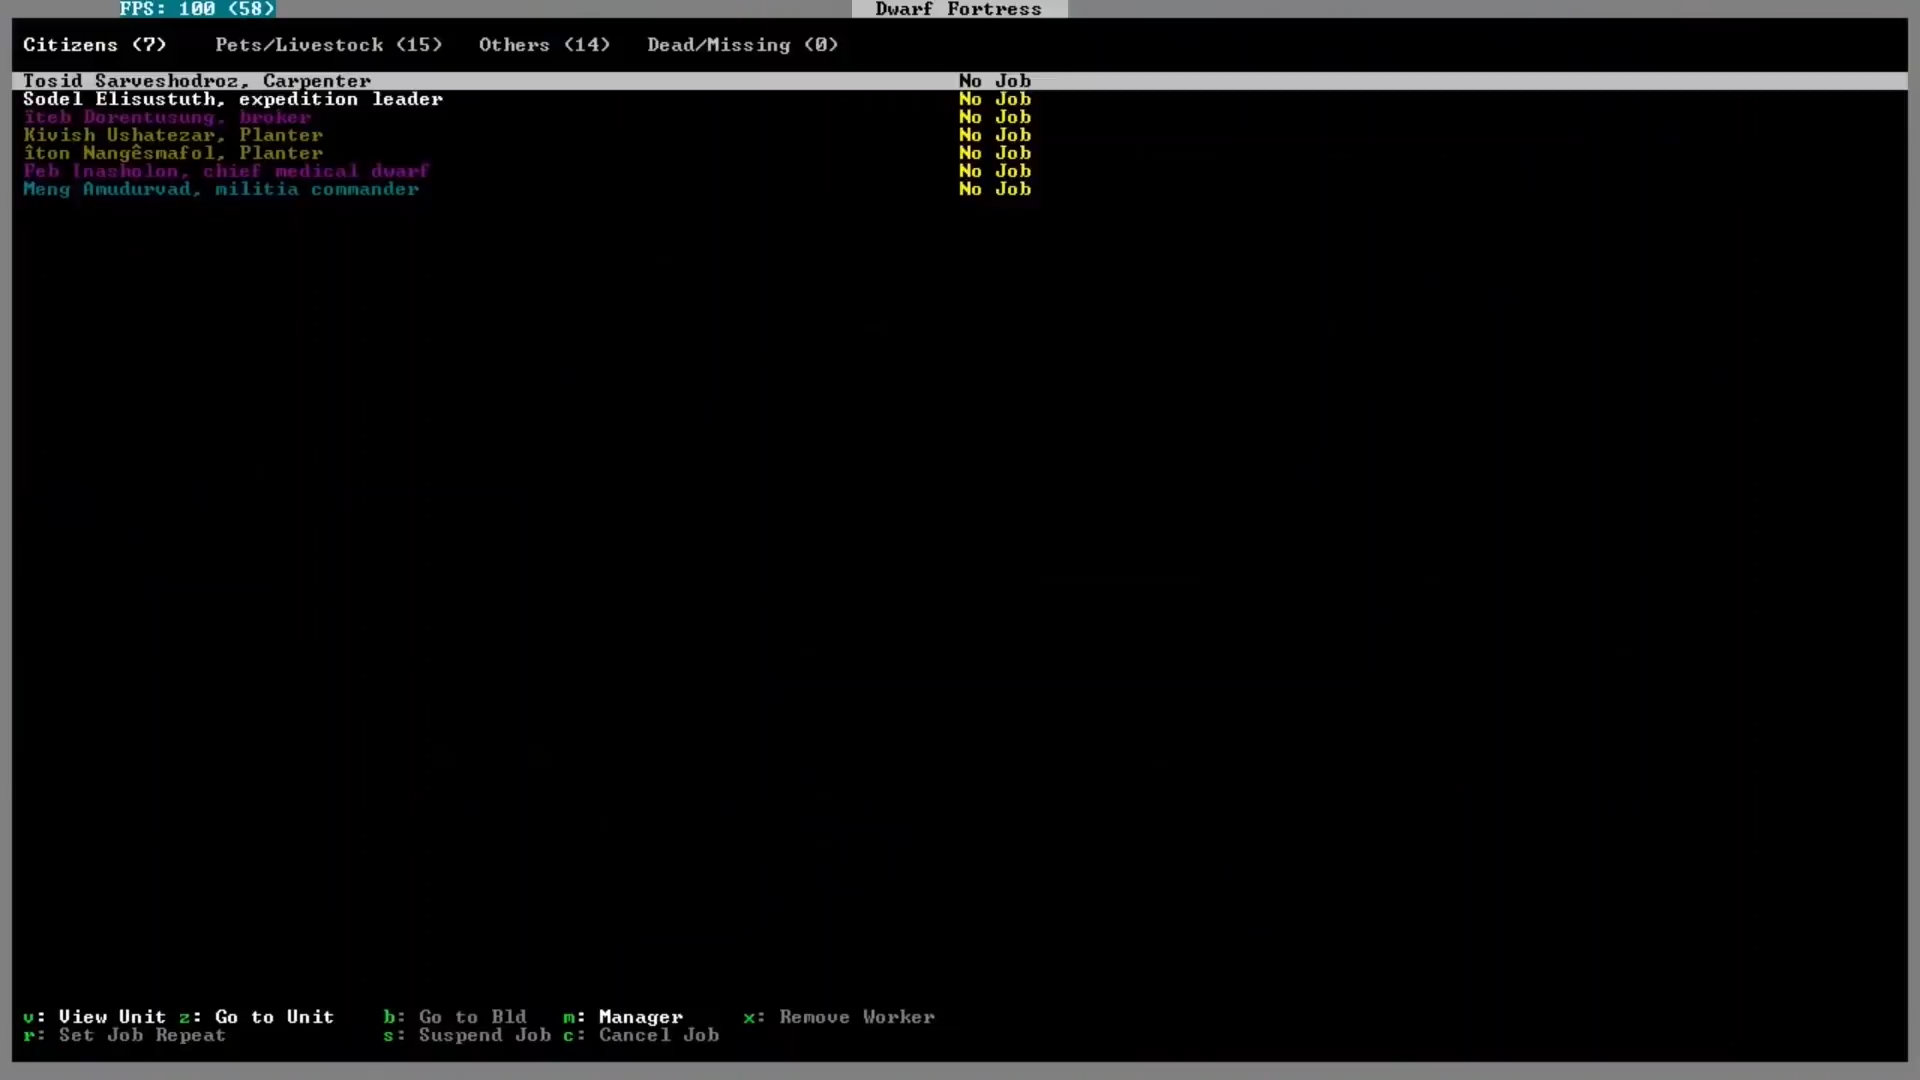 FPS: 100 (58)
Dwarf Fortress
Citizens (7) Pets/Livestock (15) Others (14) Dead/Missing (0)
Tosid Sarveshodroz, Carpenter No Job
Sodel Elisustuth, expedition leader No Job
ïteb Dorentusung, broker No Job
Kivish Ushatezar, Planter No Job
îton Nangêsmafol, Planter No Job
Feb Inasholon, chief medical dwarf No Job
Meng Amudurvad, militia commander No Job
v: View Unit z: Go to Unit b: Go to Bld m: Manager x: Remove Worker
r: Set Job Repeat s: Suspend Job c: Cancel Job